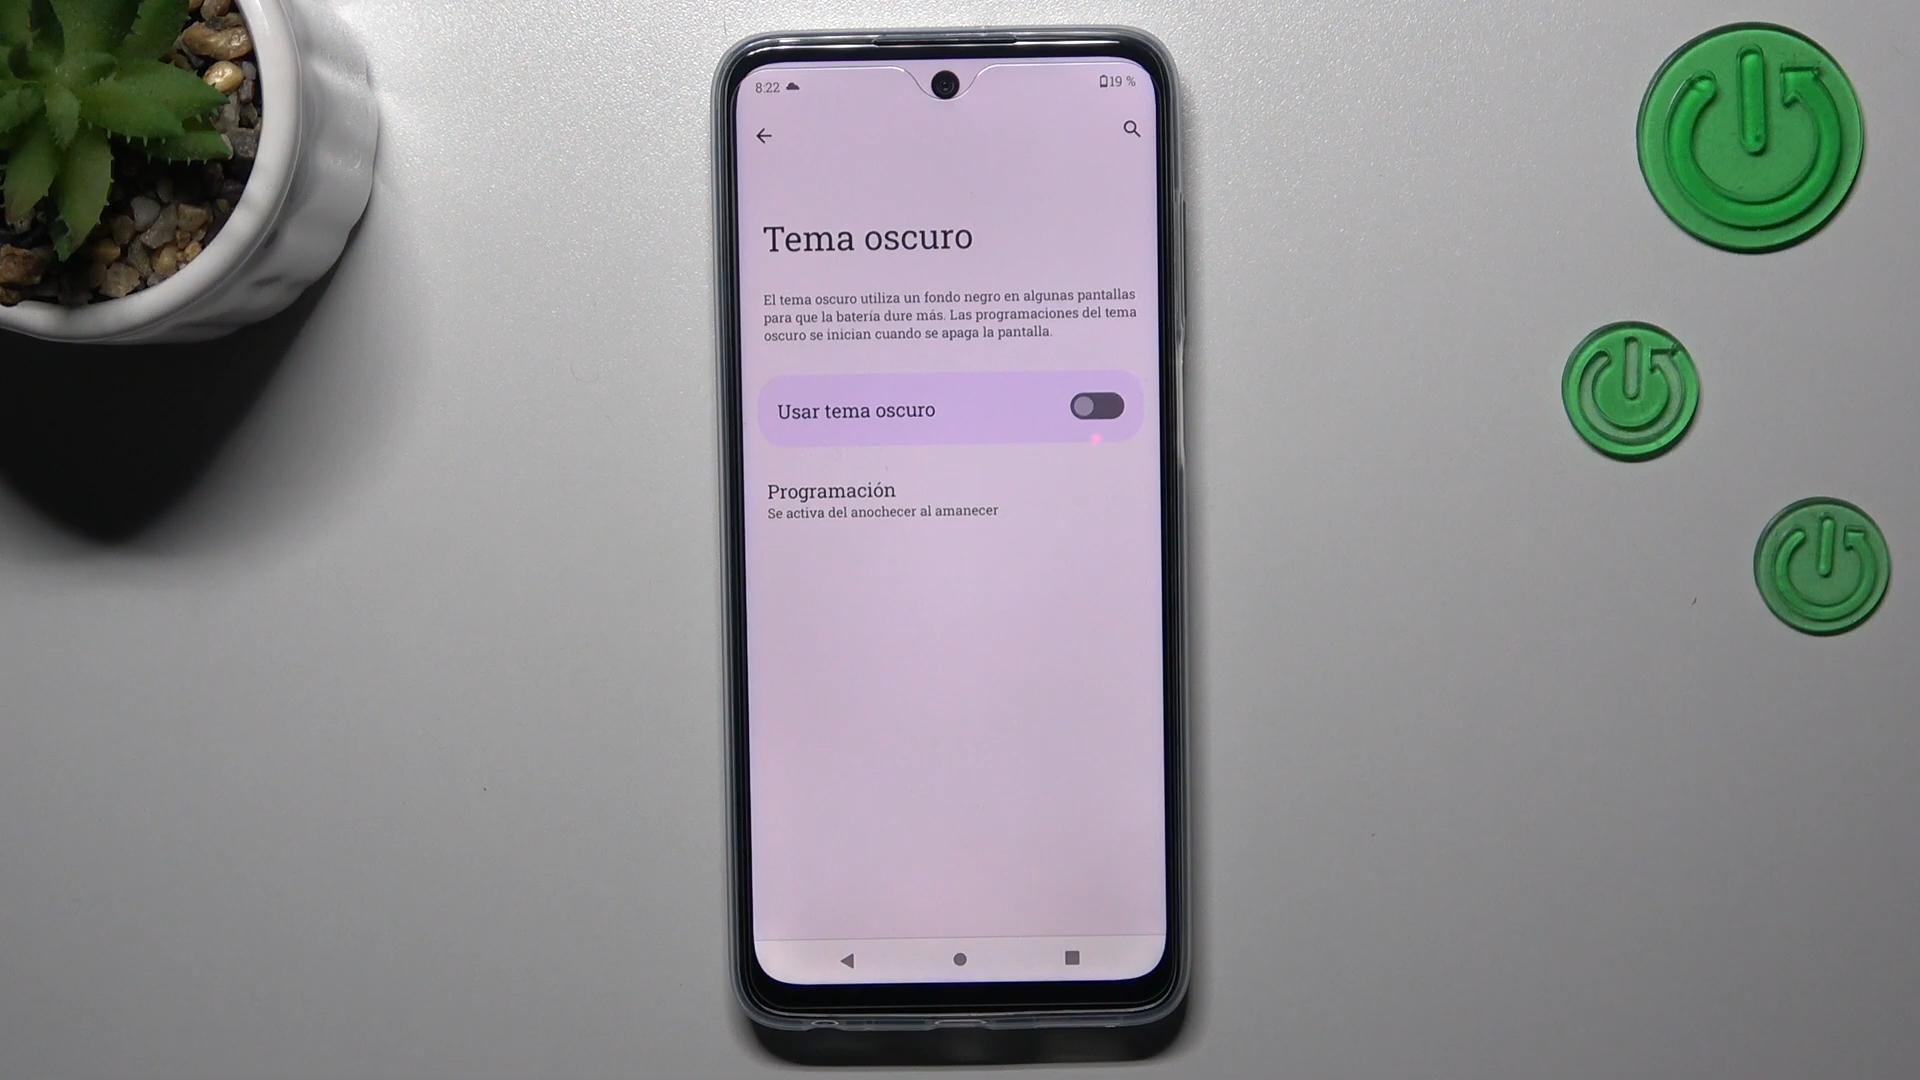 8:22
19 %
Tema oscuro
El tema oscuro utiliza un fondo negro en algunas pantallas
para que la batería dure más. Las programaciones del tema
oscuro se inician cuando se apaga la pantalla.
Usar tema oscuro
Programación
Se activa del anochecer al amanecer